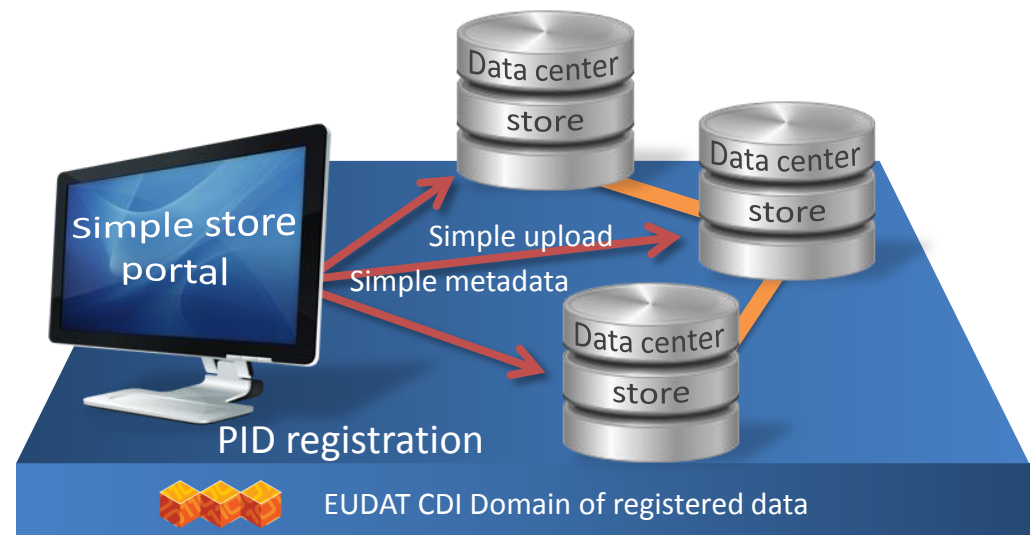 Data center
store
Data center
store
Simple store
portal
Simple upload
Simple metadata
Data center
store
PID registration
EUDAT CDI Domain of registered data